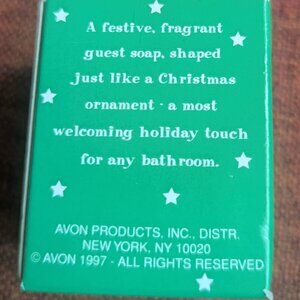 A festive, fragrant
guest soap, shaped
just like a Christmas
ornament - a most
welcoming holiday touch
for any bathroom.
AVON PRODUCTS, INC., DISTR.
NEW YORK, NY 10020
© AVON 1997 - ALL RIGHTS RESERVED